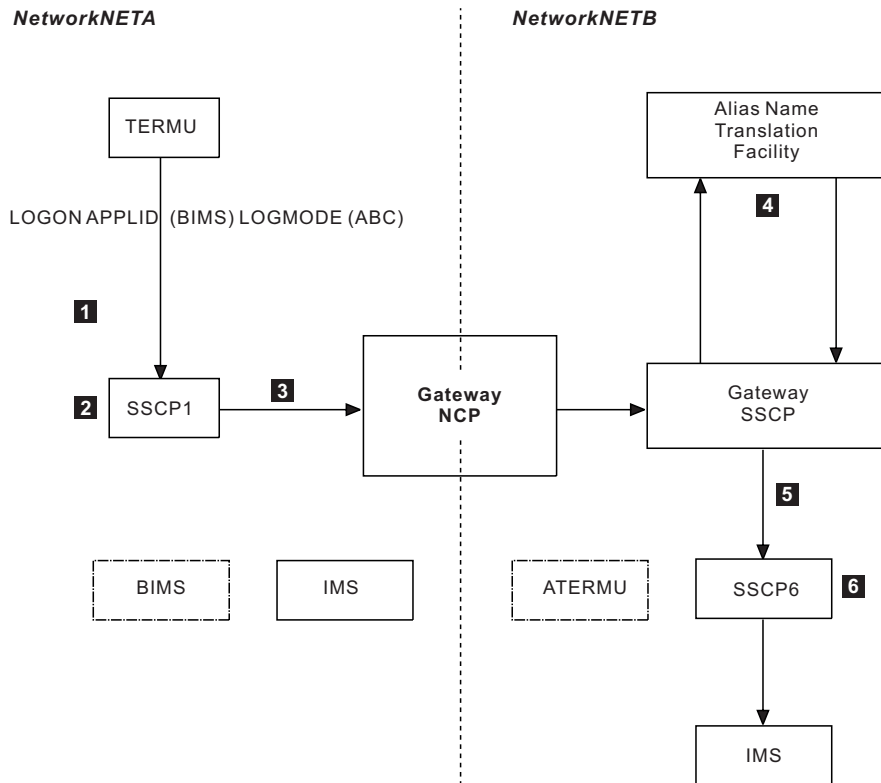 NetworkNETA
NetworkNETB
TERMU
Alias Name
Translation
Facility
4
LOGON APPLID (BIMS) LOGMODE (ABC)
1
2
SSCP1
3
Gateway
NCP
Gateway
SSCP
5
BIMS
IMS
ATERMU
SSCP6
6
IMS